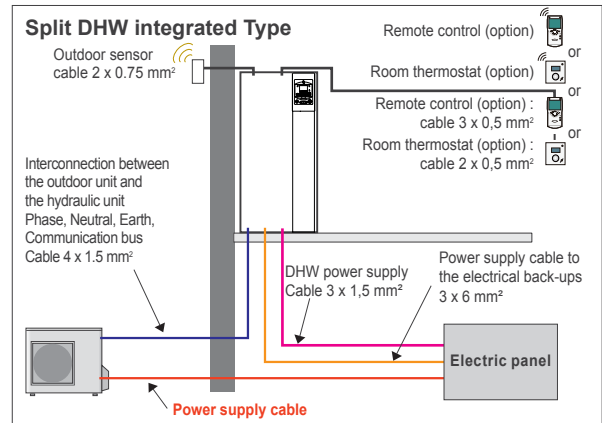 Split DHW integrated Type
Outdoor sensor
cable 2 x 0.75 mm²
Remote control (option)
or
Room thermostat (option)
or
Remote control (option) :
cable 3 x 0,5 mm²
or
Room thermostat (option) :
cable 2 x 0,5 mm²
Interconnection between
the outdoor unit and
the hydraulic unit
Phase, Neutral, Earth,
Communication bus
Cable 4 x 1.5 mm²
DHW power supply
Cable 3 x 1,5 mm²
Power supply cable to
the electrical back-ups
3 x 6 mm²
Electric panel
Power supply cable